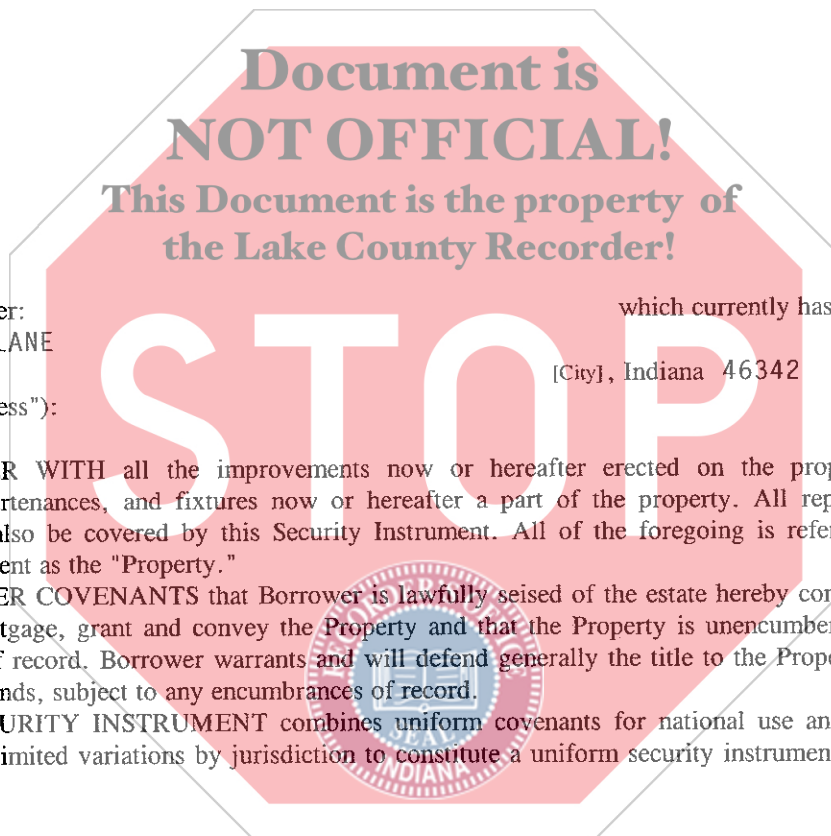 Document is
NOT OFFICIAL!
This Document is the property of
the Lake County Recorder!
er: which currently has
LANE
[City], Indiana 46342
ess"):
STOP
R WITH all the improvements now or hereafter erected on the prop
rtenances, and fixtures now or hereafter a part of the property. All rep
also be covered by this Security Instrument. All of the foregoing is refer
ent as the "Property."
ER COVENANTS that Borrower is lawfully seised of the estate hereby con
tgage, grant and convey the Property and that the Property is unencumber
f record. Borrower warrants and will defend generally the title to the Prope
nds, subject to any encumbrances of record.
URITY INSTRUMENT combines uniform covenants for national use an
imited variations by jurisdiction to constitute a uniform security instrumen
RECORDER'S OFFICE
SEAL
INDIANA